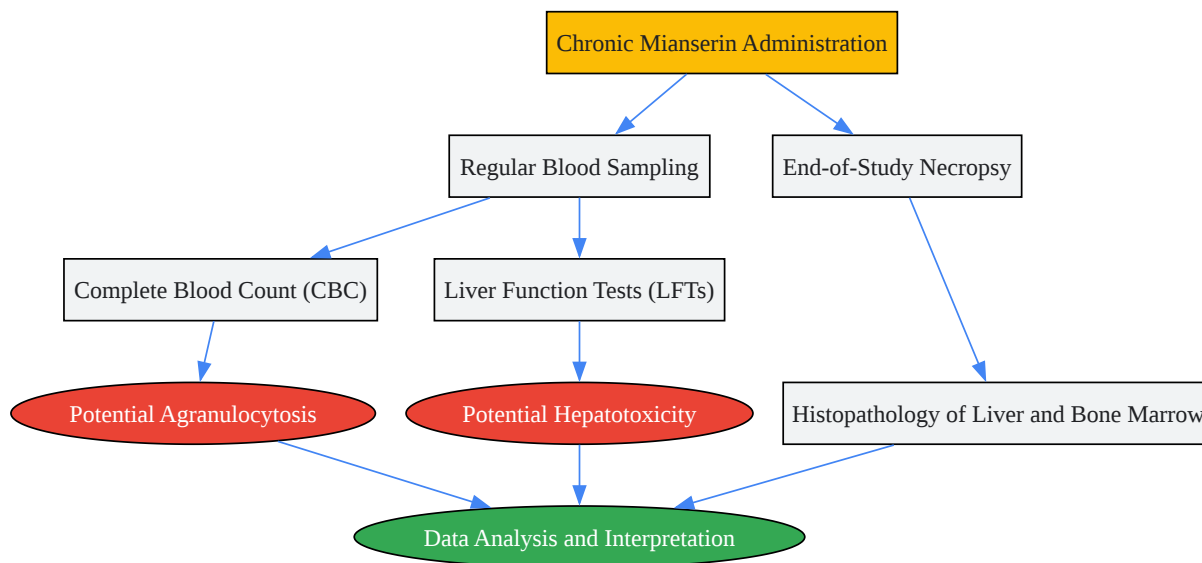 Chronic Mianserin Administration
Regular Blood Sampling
End-of-Study Necropsy
Complete Blood Count (CBC)
Liver Function Tests (LFTs)
Potential Agranulocytosis
Potential Hepatotoxicity
Histopathology of Liver and Bone Marrow
Data Analysis and Interpretation